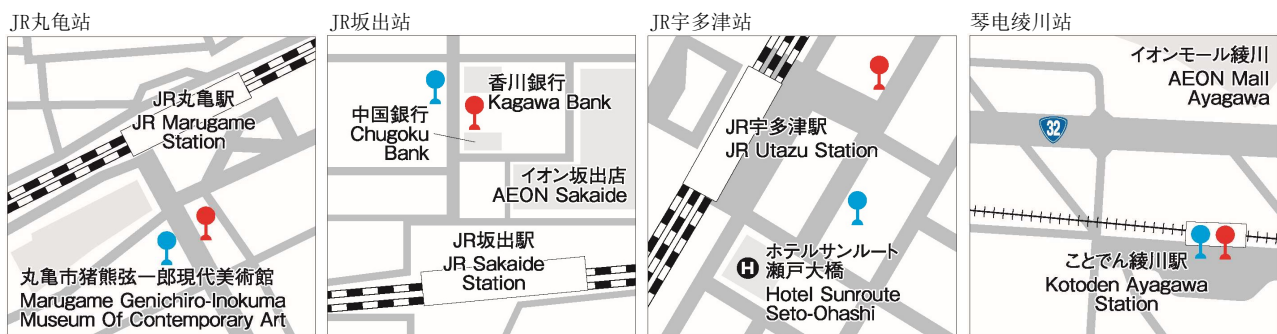 JR丸龟站
JR丸亀駅
JR Marugame
Station
丸亀市猪熊弦一郎現代美術館
Marugame Genichiro-Inokuma
Museum Of Contemporary Art
JR坂出站
香川銀行
Kagawa Bank
中国銀行
Chugoku
Bank
イオン坂出店
AEON Sakaide
JR坂出駅
JR Sakaide
Station
JR宇多津站
JR宇多津駅
JR Utazu Station
H
ホテルサンルート
瀬戸大橋
Hotel Sunroute
Seto-Ohashi
琴电绫川站
イオンモール綾川
AEON Mall
Ayagawa
32
ことでん綾川駅
Kotoden Ayagawa
Station